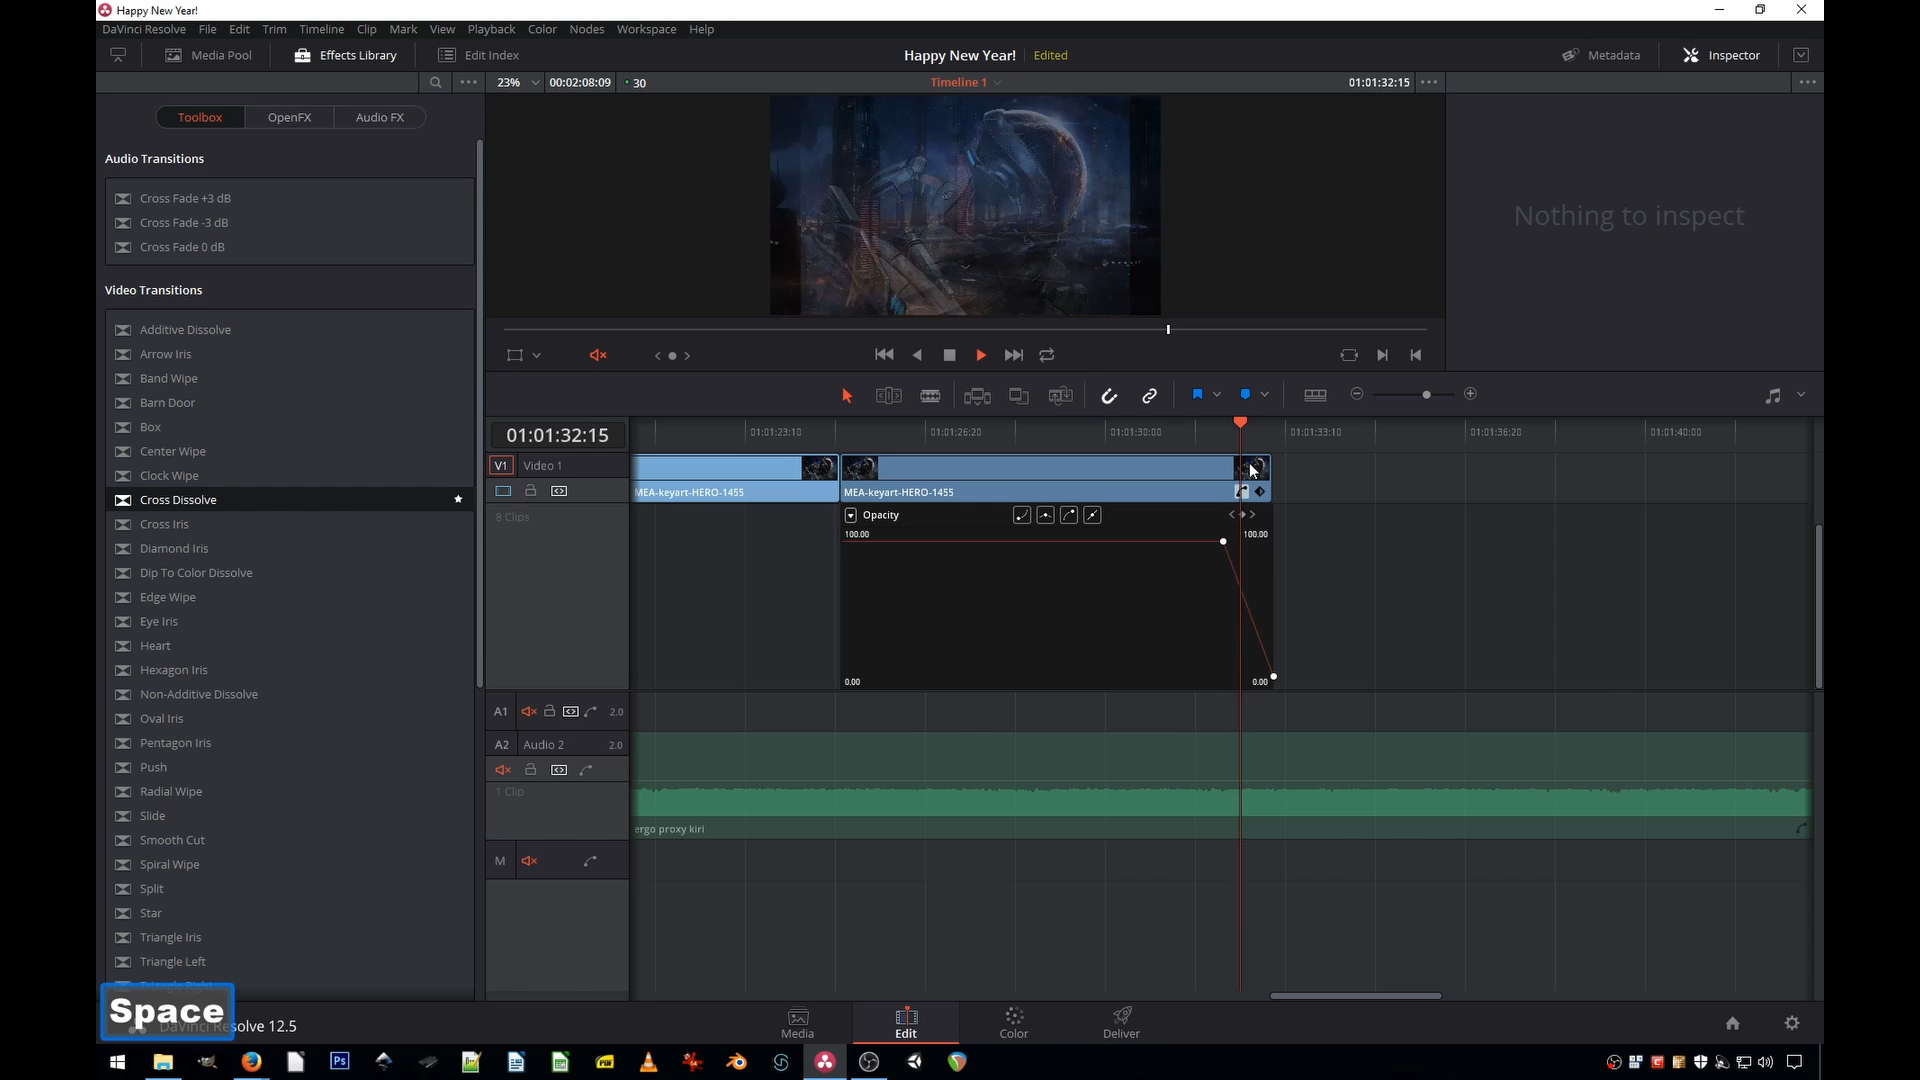 Happy New Year!
DaVinci Resolve File Edit Trim Timeline Clip Mark View Playback Color Nodes Workspace Help
Media Pool Effects Library Edit Index Happy New Year! Edited Metadata Inspector
23% 00:02:08:09 30 Timeline 1 01:01:32:15
Toolbox OpenFX Audio FX
Audio Transitions
Cross Fade +3 dB
Cross Fade -3 dB
Cross Fade 0 dB
Video Transitions
Additive Dissolve
Arrow Iris
Band Wipe
Barn Door
Box
Center Wipe
Clock Wipe
Cross Dissolve
Cross Iris
Diamond Iris
Dip To Color Dissolve
Edge Wipe
Eye Iris
Heart
Hexagon Iris
Non-Additive Dissolve
Oval Iris
Pentagon Iris
Push
Radial Wipe
Slide
Smooth Cut
Spiral Wipe
Split
Star
Triangle Iris
Triangle Left
Nothing to inspect
01:01:32:15 01:01:23:10 01:01:26:20 01:01:30:00 01:01:33:10 01:01:36:20 01:01:40:00
V1 Video 1
MEA-keyart-HERO-1455 MEA-keyart-HERO-1455
8 Clips
Opacity
100.00 100.00
0.00 0.00
A1 2.0
A2 Audio 2 2.0
1 Clip
ergo proxy kiri
M
Space
DaVinci Resolve 12.5
Media Edit Color Deliver
Ps